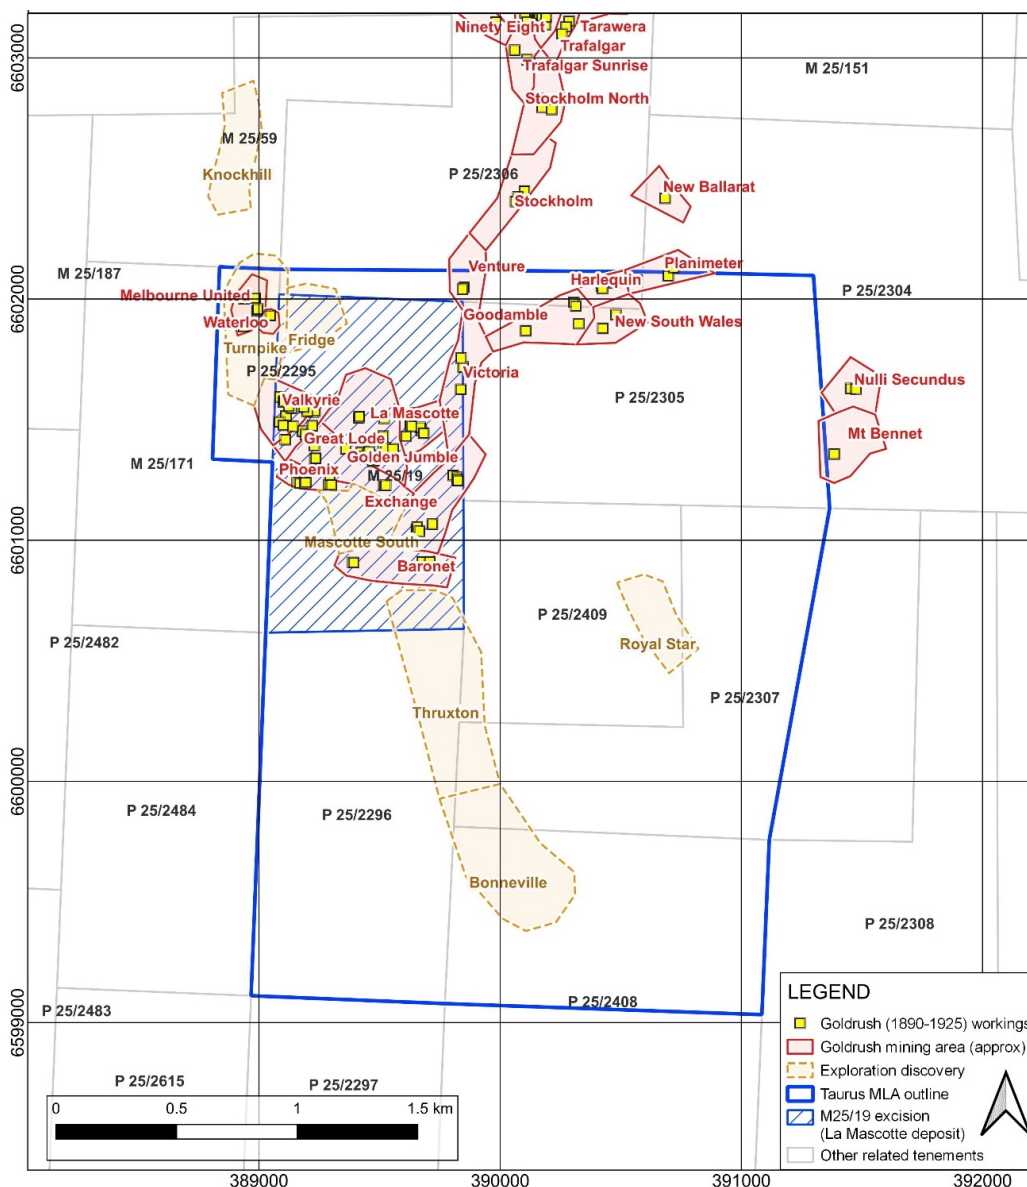 Ninety Eight
Tarawera
Trafalgar
Trafalgar Sunrise
M 25/151
6603000
Stockholm North
M 25/59
Knockhill
P 25/2306
Stockholm
New Ballarat
M 25/187
Venture
Planimeter
Harlequin
P 25/2304
6602000
Melbourne United
Waterloo
Goodamble
New South Wales
Turnpike
Fridge
P 25/2295
Victoria
Nulli Secundus
Valkyrie
La Mascotte
P 25/2305
Great Lode
Mt Bennet
Golden Jumble
M 25/171
Phoenix
M 25/19
Exchange
6601000
Mascotte South
Baronet
P 25/2409
P 25/2482
Royal Star
P 25/2307
Thruxton
6600000
P 25/2484
P 25/2296
Bonneville
P 25/2308
P 25/2408
P 25/2483
6599000
P 25/2615
P 25/2297
0 0.5 1 1.5 km
LEGEND
Goldrush (1890-1925) workings
Goldrush mining area (approx)
Exploration discovery
Taurus MLA outline
M25/19 excision
(La Mascotte deposit)
Other related tenements
389000 390000 391000 392000